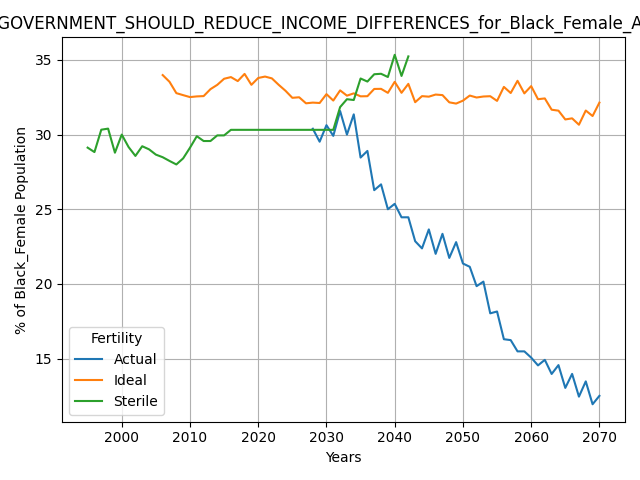 GOVERNMENT_SHOULD_REDUCE_INCOME_DIFFERENCES_for_Black_Female_A
35
30
25
20
15
% of Black_Female Population
Fertility
Actual
Ideal
Sterile
2000 2010 2020 2030 2040 2050 2060 2070
Years